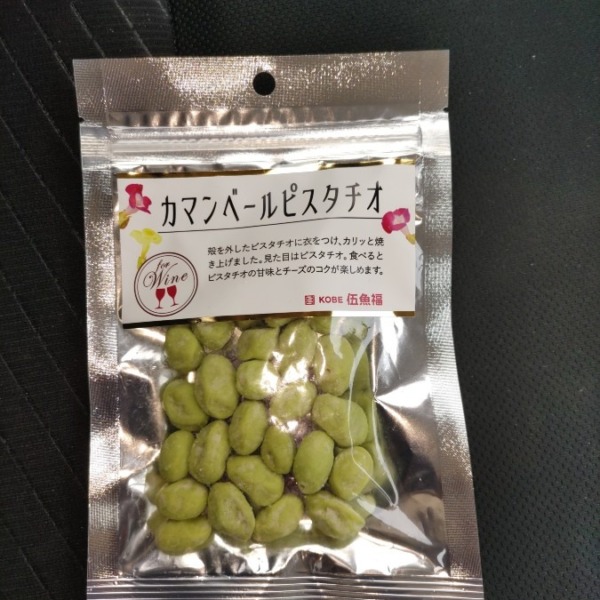 カマンベールピスタチオ
殻を外したピスタチオに衣をつけ、カリッと焼
き上げました。見た目はピスタチオ。食べると
ピスタチオの甘味とチーズのコクが楽しめます。
for
Wine
KOBE 伍魚福